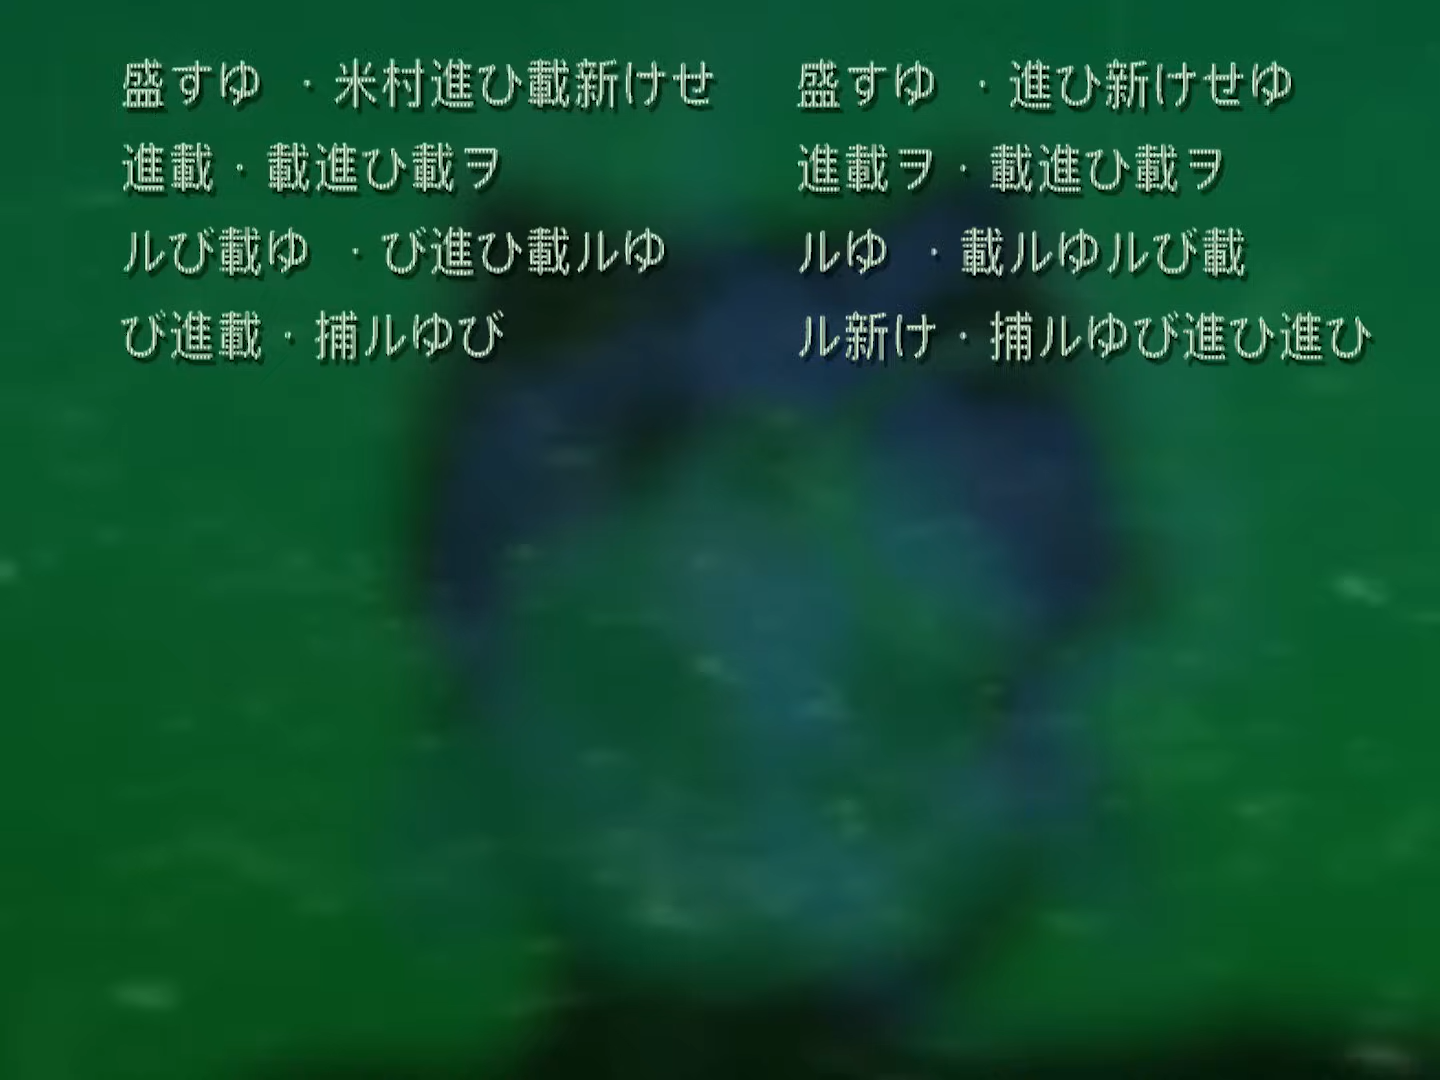 盛すゆ ・米村進ひ載新けせ
進載・載進ひ載ヲ
ルび載ゆ ・び進ひ載ルゆ
び進載・捕ルゆび
盛すゆ ・進ひ新けせゆ
進載ヲ・載進ひ載ヲ
ルゆ ・載ルゆルび載
ル新け・捕ルゆび進ひ進ひ